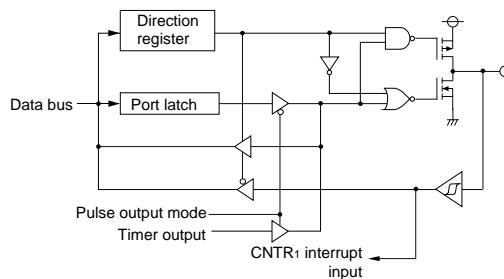 Direction
register
Data bus
Port latch
Pulse output mode
Timer output
CNTR1 interrupt
input